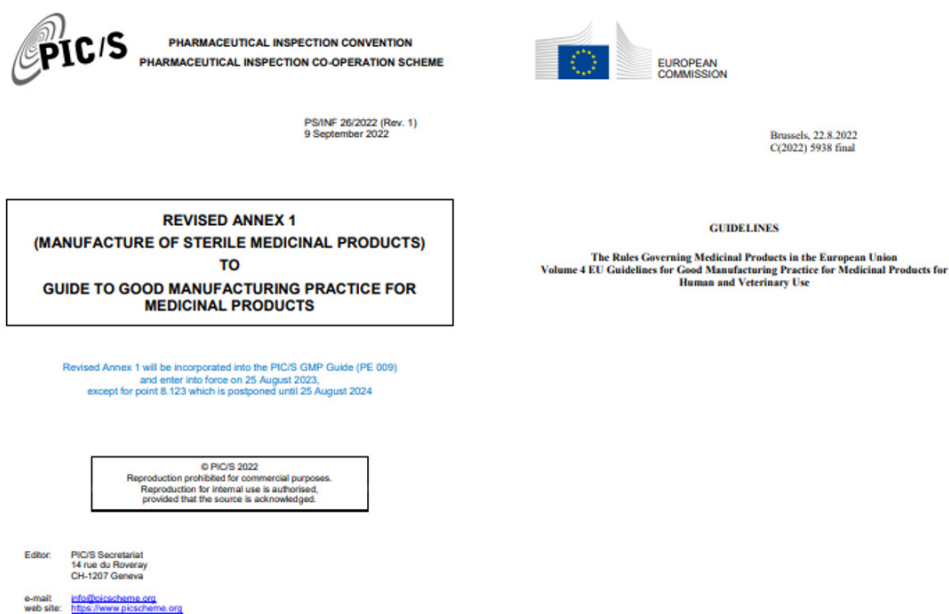 PIC/S
PHARMACEUTICAL INSPECTION CONVENTION
PHARMACEUTICAL INSPECTION CO-OPERATION SCHEME
PS/INF 26/2022 (Rev. 1)
9 September 2022
REVISED ANNEX 1
(MANUFACTURE OF STERILE MEDICINAL PRODUCTS)
TO
GUIDE TO GOOD MANUFACTURING PRACTICE FOR
MEDICINAL PRODUCTS
Revised Annex 1 will be incorporated into the PIC/S GMP Guide (PE 009)
and enter into force on 25 August 2023,
except for point 8.123 which is postponed until 25 August 2024
© PIC/S 2022
Reproduction prohibited for commercial purposes.
Reproduction for internal use is authorised,
provided that the source is acknowledged.
Editor: PIC/S Secretariat
14 rue du Roveray
CH-1207 Geneva
e-mail: info@picscheme.org
web site: https://www.picscheme.org
EUROPEAN
COMMISSION
Brussels, 22.8.2022
C(2022) 5938 final
GUIDELINES
The Rules Governing Medicinal Products in the European Union
Volume 4 EU Guidelines for Good Manufacturing Practice for Medicinal Products for
Human and Veterinary Use